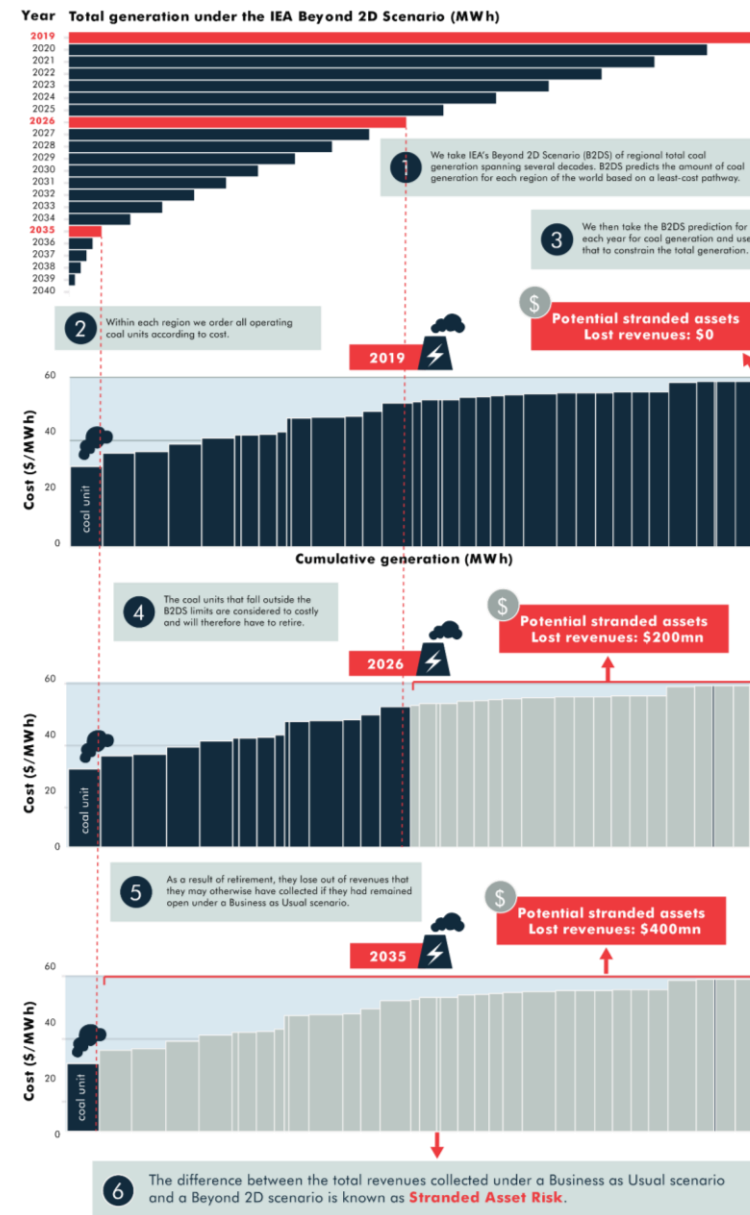 Year Total generation under the IEA Beyond 2D Scenario (MWh)
2019
2020
2021
2022
2023
2024
2025
2026
2027
2028
2029
2030
2031
2032
2033
2034
2035
2036
2037
2038
2039
2040
1
We take IEA's Beyond 2D Scenario (B2DS) of regional total coal
generation spanning several decades. B2DS predicts the amount of coal
generation for each region of the world based on a least-cost pathway.
3
We then take the B2DS prediction for
each year for coal generation and use
that to constrain the total generation.
2
Within each region we order all operating
coal units according to cost.
$
Potential stranded assets
Lost revenues: $0
2019
Cost ($/MWh)
60
40
20
0
coal unit
Cumulative generation (MWh)
4
The coal units that fall outside the
B2DS limits are considered to costly
and will therefore have to retire.
$
Potential stranded assets
Lost revenues: $200mn
2026
Cost ($/MWh)
60
40
20
0
coal unit
5
As a result of retirement, they lose out of revenues that
they may otherwise have collected if they had remained
open under a Business as Usual scenario.
$
Potential stranded assets
Lost revenues: $400mn
2035
Cost ($/MWh)
60
40
20
0
coal unit
6
The difference between the total revenues collected under a Business as Usual scenario
and a Beyond 2D scenario is known as Stranded Asset Risk.